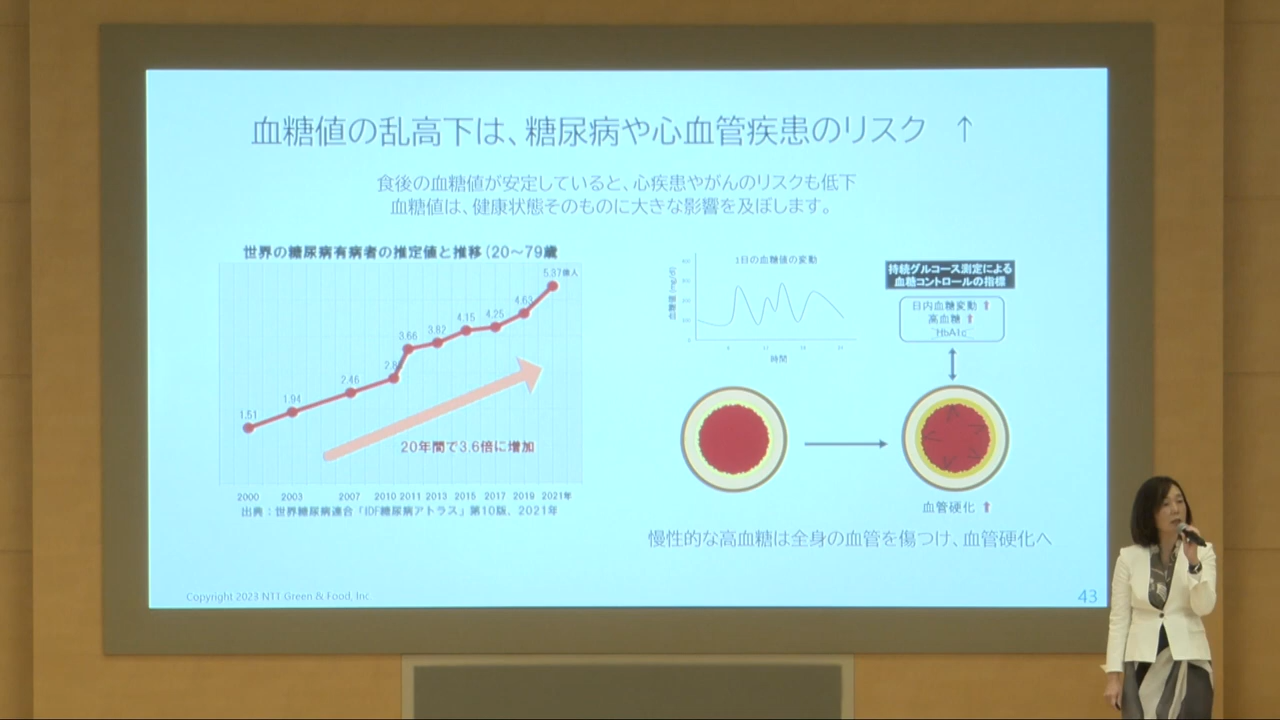 血糖値の乱高下は、糖尿病や心血管疾患のリスク ↑
食後の血糖値が安定していると、心疾患やがんのリスクも低下
血糖値は、健康状態そのものに大きな影響を及ぼします。
世界の糖尿病有病者の推定値と推移(20〜79歳
5.37億人
4.63
4.25
4.15
3.82
3.66
2.46
1.94
1.51
20年間で3.6倍に増加
2000 2003 2007 2010 2011 2013 2015 2017 2019 2021年
出典:世界糖尿病連合「IDF糖尿病アトラス」第10版、2021年
1日の血糖値の変動
血糖値(mg/dl)
時間
持続グルコース測定による
血糖コントロールの指標
日内血糖変動 ⬆
高血糖 ⬆
HbA1c
血管硬化 ⬆
慢性的な高血糖は全身の血管を傷つけ、血管硬化へ
Copyright 2023 NTT Green & Food, Inc.
43